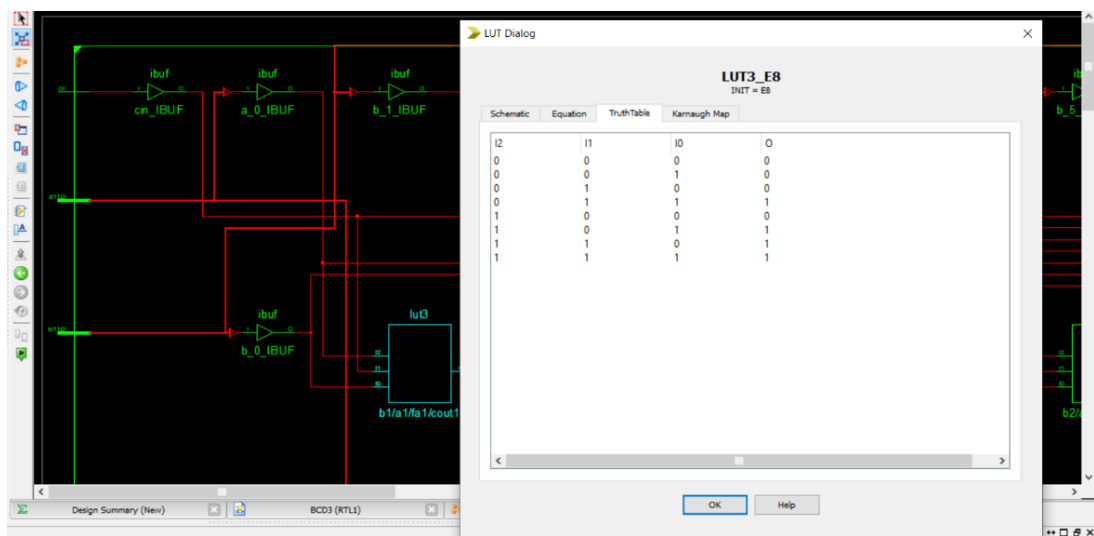 LUT Dialog
LUT3_E8
INIT = E8
Schematic Equation TruthTable Karnaugh Map
I2 I1 I0 O
0 0 0 0
0 0 1 0
0 1 0 0
0 1 1 1
1 0 0 0
1 0 1 1
1 1 0 1
1 1 1 1
OK Help
ibuf ibuf ibuf ib
cin_IBUF a_0_IBUF b_1_IBUF b_5_
ibuf lut3
b_0_IBUF
b1/a1/fa1/cout1 b2/a
Design Summary (New) BCD3 (RTL1)